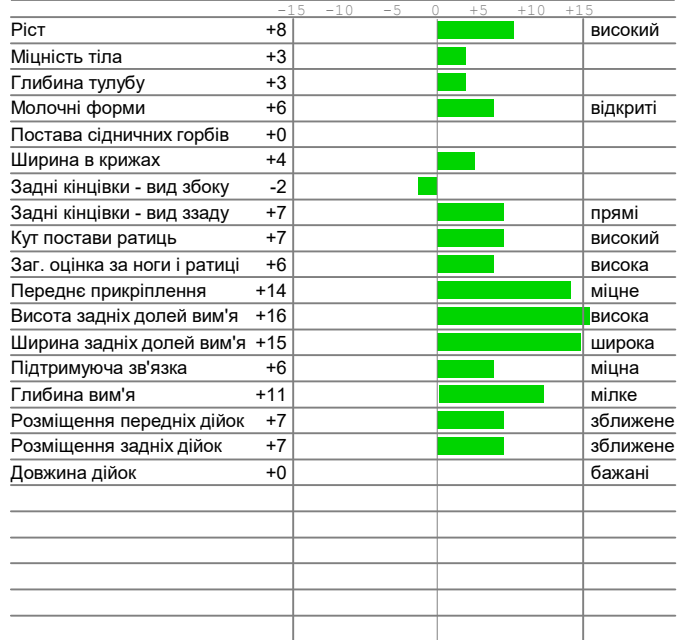 -15 -10 -5 0 +5 +10 +15
Ріст +8 високий
Міцність тіла +3
Глибина тулубу +3
Молочні форми +6 відкриті
Постава сідничних горбів +0
Ширина в крижах +4
Задні кінцівки - вид збоку -2
Задні кінцівки - вид ззаду +7 прямі
Кут постави ратиць +7 високий
Заг. оцінка за ноги і ратиці +6 висока
Переднє прикріплення +14 міцне
Висота задніх долей вим'я +16 висока
Ширина задніх долей вим'я +15 широка
Підтримуюча зв'язка +6 міцна
Глибина вим'я +11 мілке
Розміщення передніх дійок +7 зближене
Розміщення задніх дійок +7 зближене
Довжина дійок +0 бажані